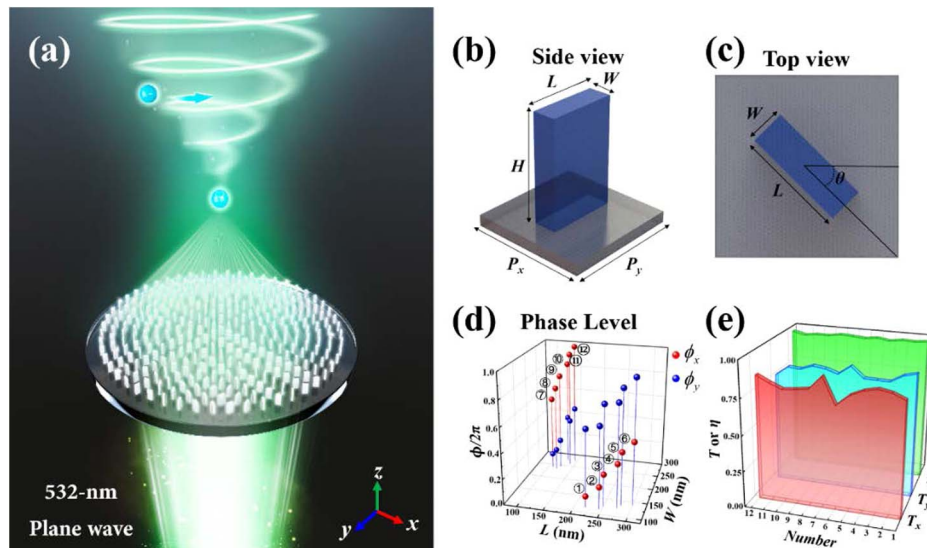 (a)
532-nm
Plane wave
z
y
x
(b)
Side view
L
W
H
Px
Py
(c)
Top view
W
L
θ
(d)
Phase Level
ϕx
ϕy
ϕ/2π
1.0
0.8
0.6
0.4
0.2
0.0
①
②
③
④
⑤
⑥
⑦
⑧
⑨
⑩
⑪
⑫
100
150
200
250
300
L (nm)
100
150
200
250
300
W (nm)
(e)
T or η
1.00
0.75
0.50
0.25
0.00
12 11 10 9 8 7 6 5 4 3 2 1
Number
Tx
Ty